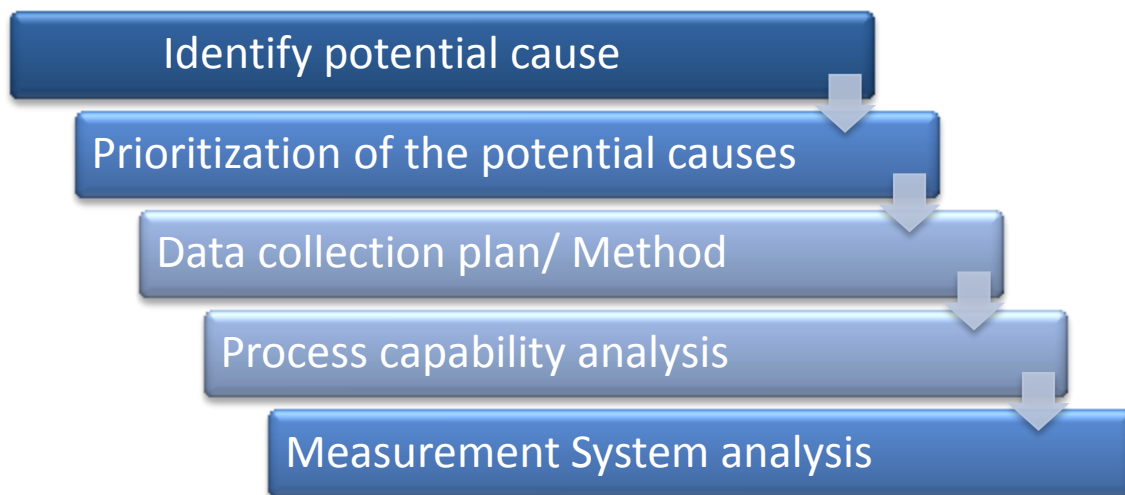 Identify potential cause
Prioritization of the potential causes
Data collection plan/ Method
Process capability analysis
Measurement System analysis